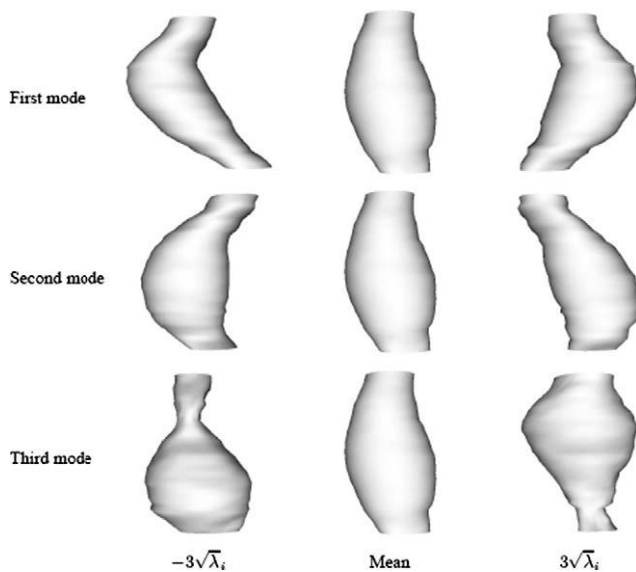 First mode
Second mode
Third mode
−3√λᵢ Mean 3√λᵢ